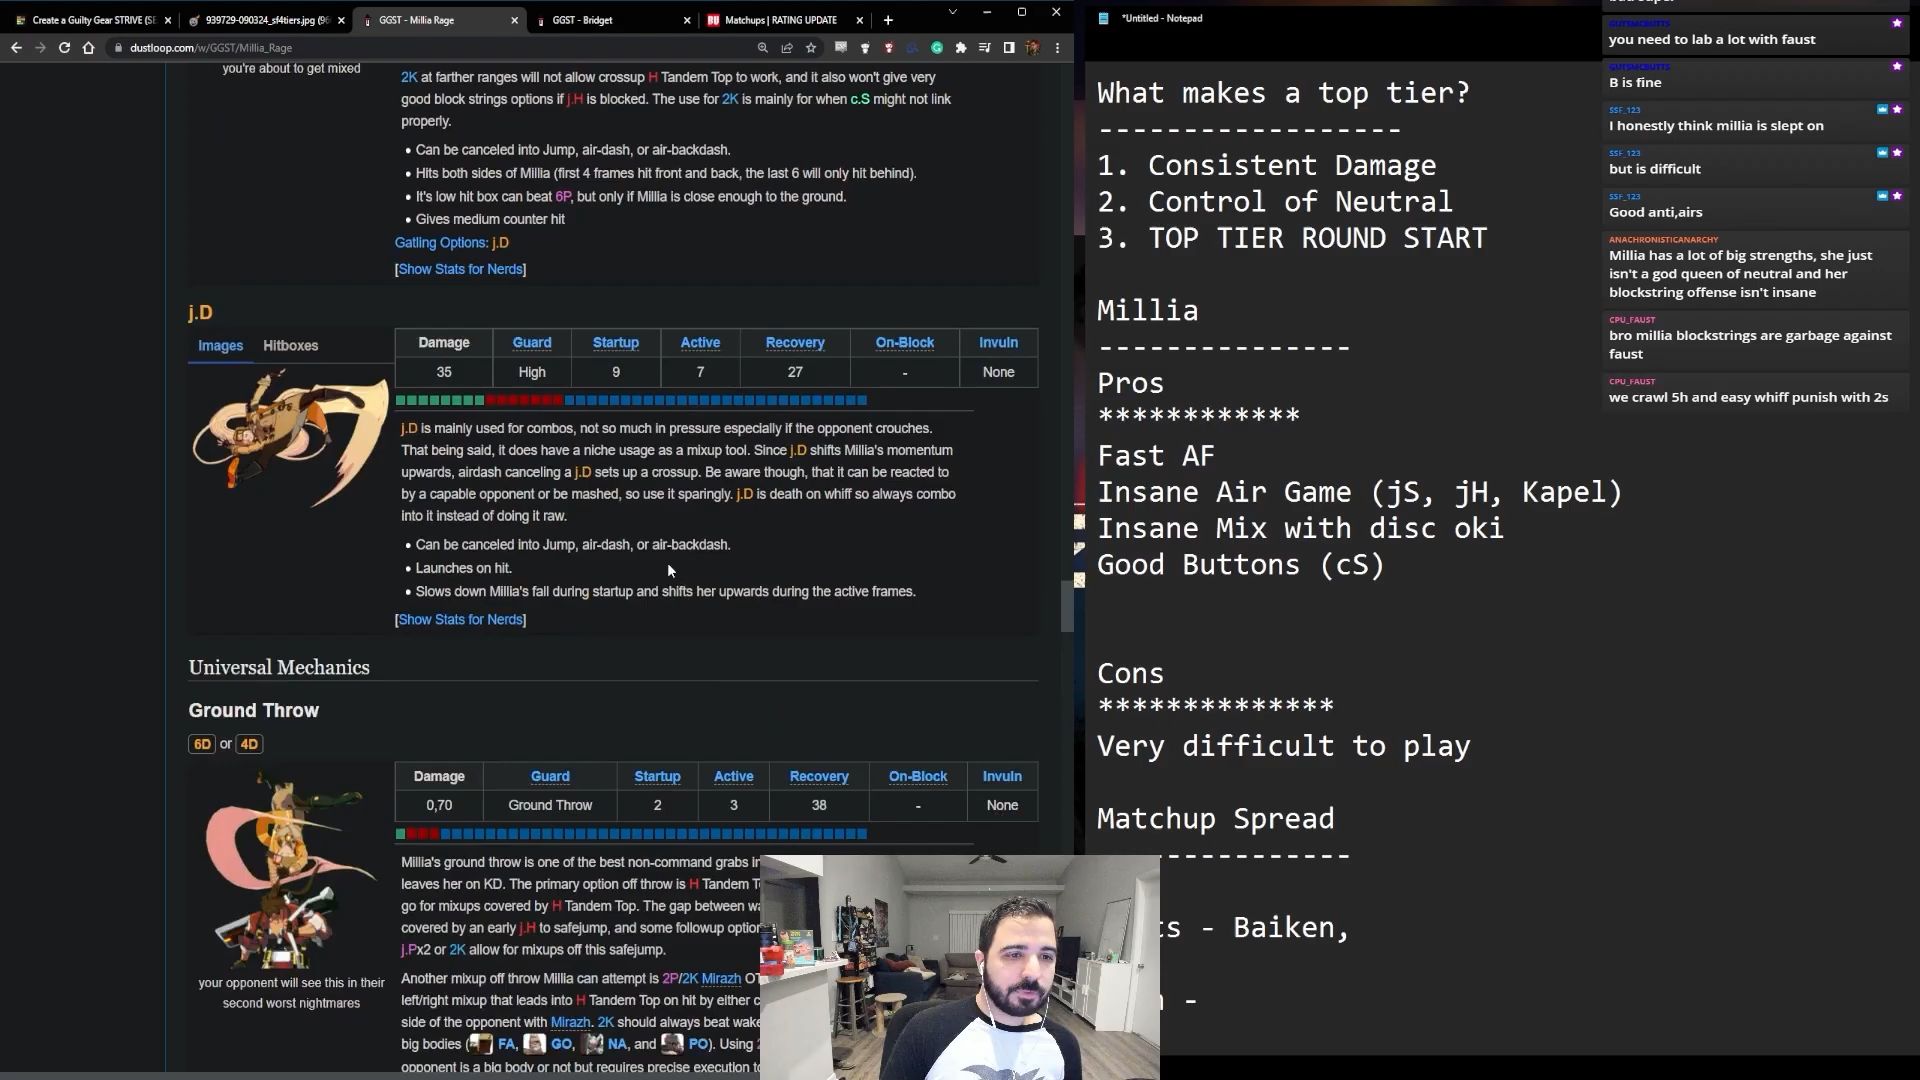 Create a Guilty Gear STRIVE (SE
939729-090324_sf4tiers.jpg (96
GGST - Millia Rage
GGST - Bridget
Matchups | RATING UPDATE
dustloop.com/w/GGST/Millia_Rage
you're about to get mixed
2K at farther ranges will not allow crossup H Tandem Top to work, and it also won't give very
good block strings options if j.H is blocked. The use for 2K is mainly for when c.S might not link
properly.
Can be canceled into Jump, air-dash, or air-backdash.
Hits both sides of Millia (first 4 frames hit front and back, the last 6 will only hit behind).
It's low hit box can beat 6P, but only if Millia is close enough to the ground.
Gives medium counter hit
Gatling Options: j.D
[Show Stats for Nerds]
j.D
Images Hitboxes
Damage Guard Startup Active Recovery On-Block Invuln
35 High 9 7 27 - None
j.D is mainly used for combos, not so much in pressure especially if the opponent crouches.
That being said, it does have a niche usage as a mixup tool. Since j.D shifts Millia's momentum
upwards, airdash canceling a j.D sets up a crossup. Be aware though, that it can be reacted to
by a capable opponent or be mashed, so use it sparingly. j.D is death on whiff so always combo
into it instead of doing it raw.
Can be canceled into Jump, air-dash, or air-backdash.
Launches on hit.
Slows down Millia's fall during startup and shifts her upwards during the active frames.
[Show Stats for Nerds]
Universal Mechanics
Ground Throw
6D or 4D
Damage Guard Startup Active Recovery On-Block Invuln
0,70 Ground Throw 2 3 38 - None
Millia's ground throw is one of the best non-command grabs in
leaves her on KD. The primary option off throw is H Tandem T
go for mixups covered by H Tandem Top. The gap between wa
covered by an early j.H to safejump, and some followup optio
j.Px2 or 2K allow for mixups off this safejump.
Another mixup off throw Millia can attempt is 2P/2K Mirazh OT
left/right mixup that leads into H Tandem Top on hit by either c
side of the opponent with Mirazh. 2K should always beat wake
big bodies ( FA, GO, NA, and PO). Using
opponent is a big body or not but requires precise execution to
your opponent will see this in their
second worst nightmares
*Untitled - Notepad
What makes a top tier?
------------------
1. Consistent Damage
2. Control of Neutral
3. TOP TIER ROUND START
Millia
---------------
Pros
************
Fast AF
Insane Air Game (jS, jH, Kapel)
Insane Mix with disc oki
Good Buttons (cS)
Cons
**************
Very difficult to play
Matchup Spread
------------
ts - Baiken,
-
GUTSMCBUTTS
you need to lab a lot with faust
GUTSMCBUTTS
B is fine
SSF_123
I honestly think millia is slept on
SSF_123
but is difficult
SSF_123
Good anti,airs
ANACHRONISTICANARCHY
Millia has a lot of big strengths, she just
isn't a god queen of neutral and her
blockstring offense isn't insane
CPU_FAUST
bro millia blockstrings are garbage against
faust
CPU_FAUST
we crawl 5h and easy whiff punish with 2s